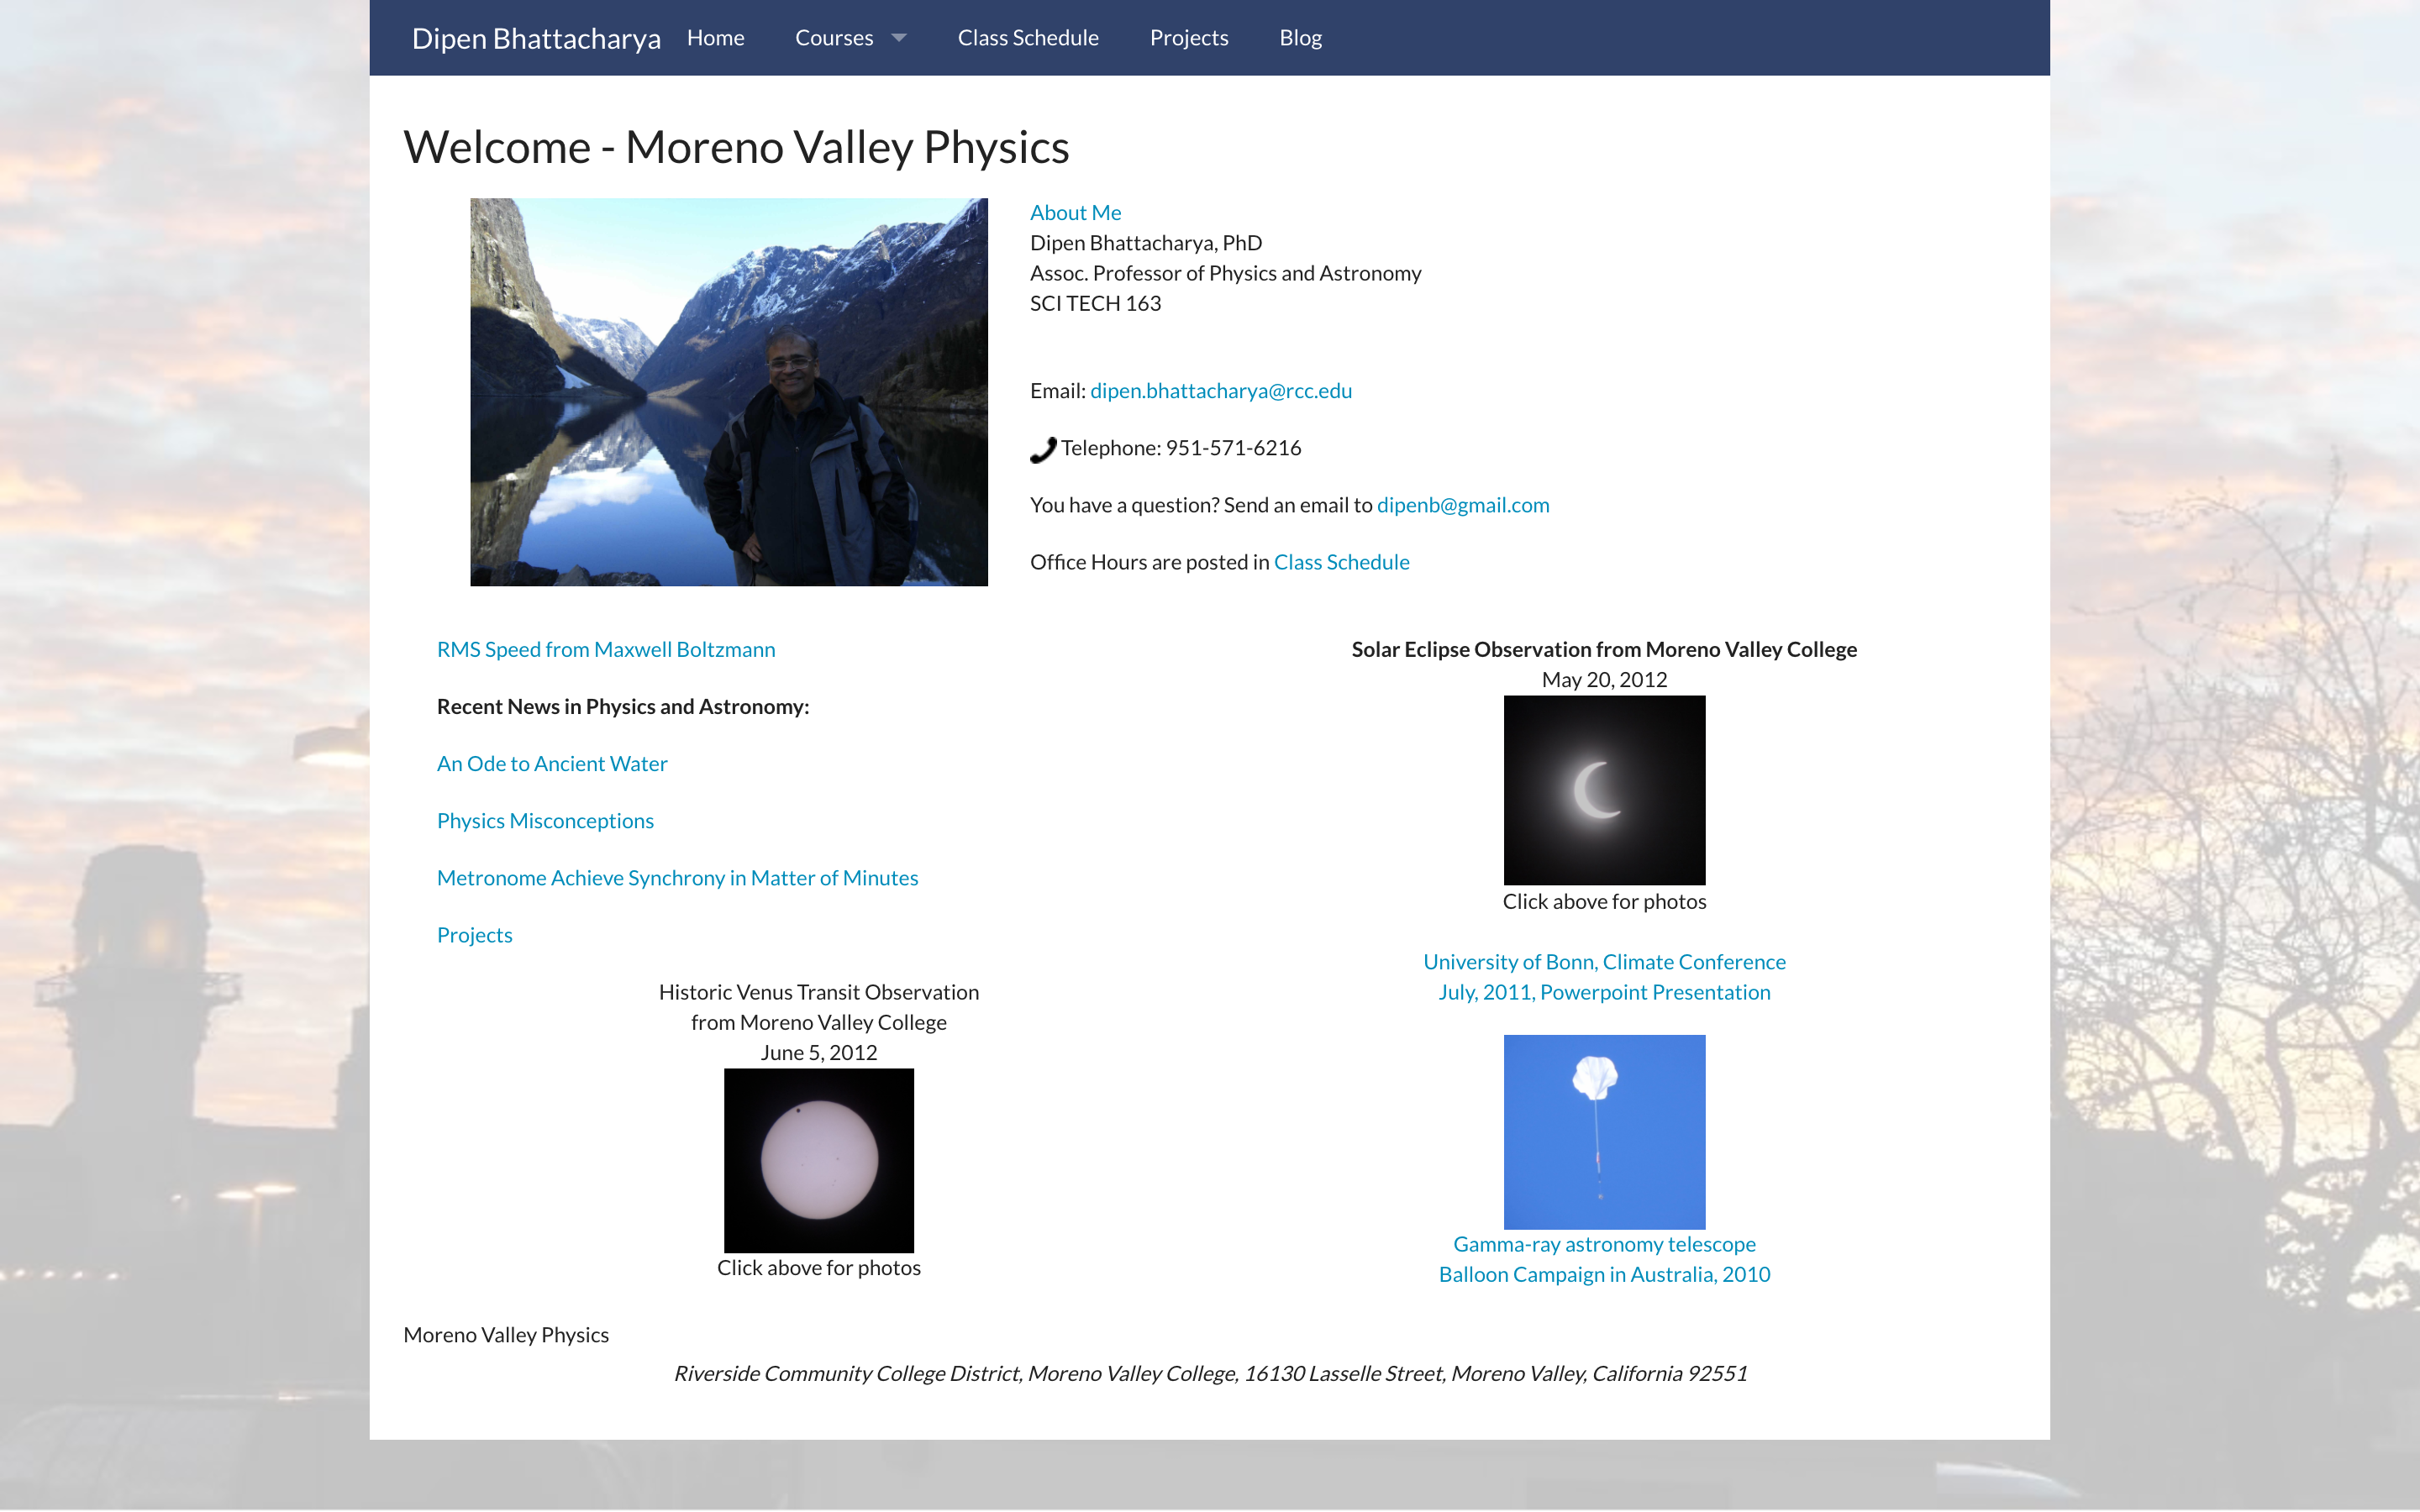 Dipen Bhattacharya Home Courses Class Schedule Projects Blog
Welcome - Moreno Valley Physics
About Me
Dipen Bhattacharya, PhD
Assoc. Professor of Physics and Astronomy
SCI TECH 163
Email: dipen.bhattacharya@rcc.edu
Telephone: 951-571-6216
You have a question? Send an email to dipenb@gmail.com
Office Hours are posted in Class Schedule
RMS Speed from Maxwell Boltzmann
Recent News in Physics and Astronomy:
An Ode to Ancient Water
Physics Misconceptions
Metronome Achieve Synchrony in Matter of Minutes
Projects
Historic Venus Transit Observation
from Moreno Valley College
June 5, 2012
Click above for photos
Solar Eclipse Observation from Moreno Valley College
May 20, 2012
Click above for photos
University of Bonn, Climate Conference
July, 2011, Powerpoint Presentation
Gamma-ray astronomy telescope
Balloon Campaign in Australia, 2010
Moreno Valley Physics
Riverside Community College District, Moreno Valley College, 16130 Lasselle Street, Moreno Valley, California 92551